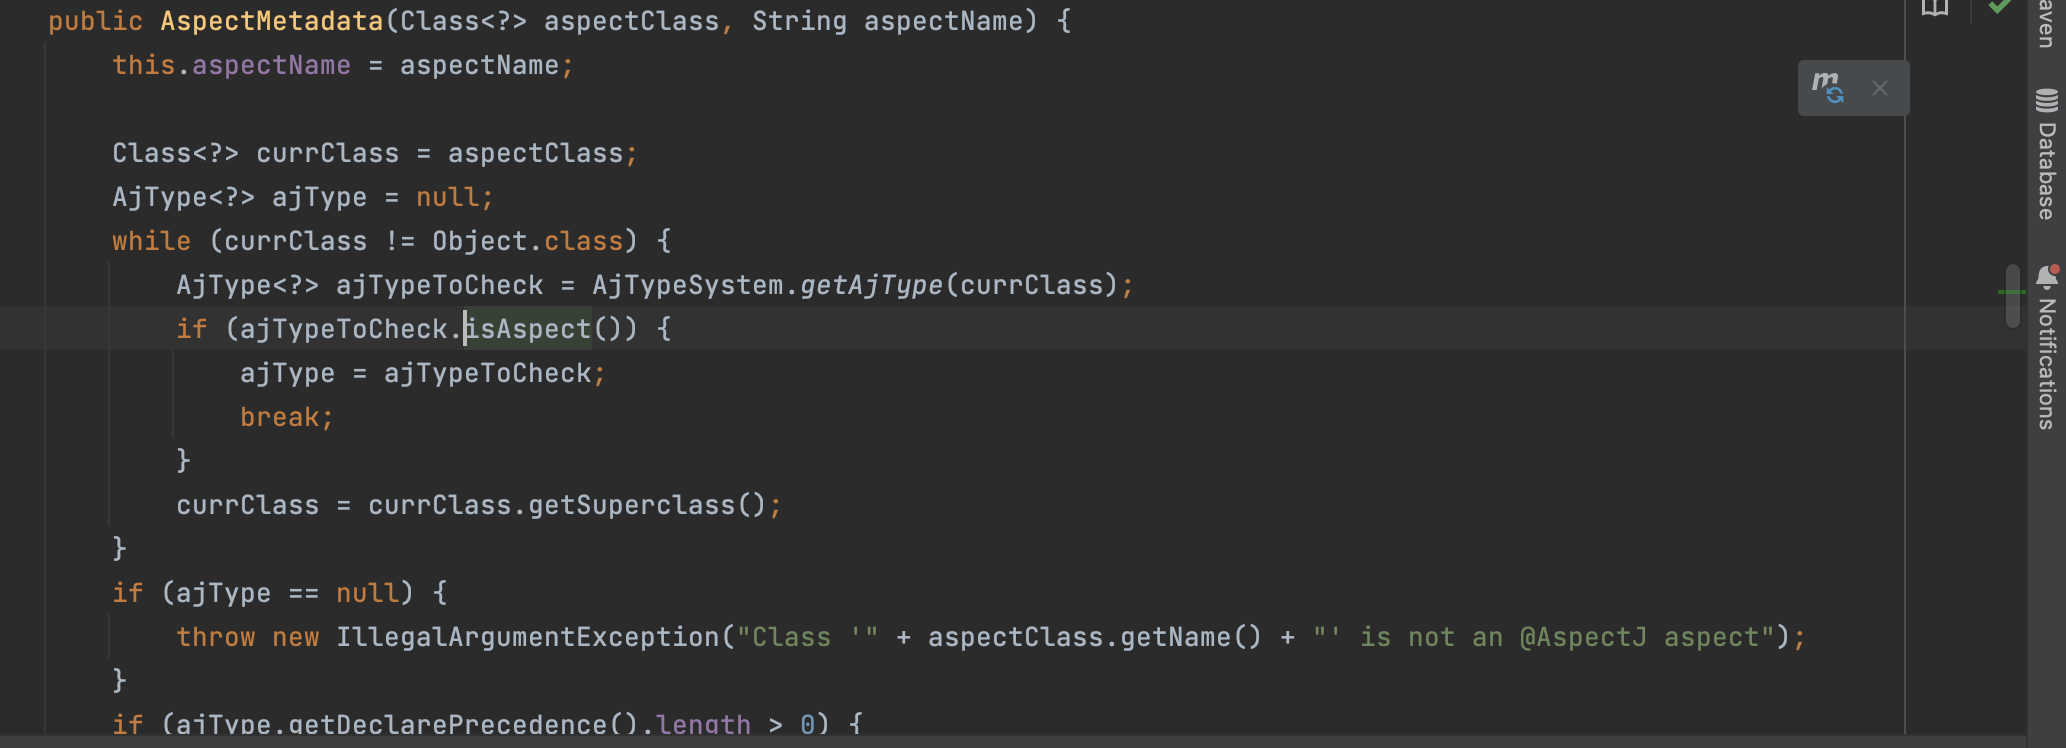 public AspectMetadata(Class<?> aspectClass, String aspectName) {
this.aspectName = aspectName;
Class<?> currClass = aspectClass;
AjType<?> ajType = null;
while (currClass != Object.class) {
AjType<?> ajTypeToCheck = AjTypeSystem.getAjType(currClass);
if (ajTypeToCheck.isAspect()) {
ajType = ajTypeToCheck;
break;
}
currClass = currClass.getSuperclass();
}
if (ajType == null) {
throw new IllegalArgumentException("Class '" + aspectClass.getName() + "' is not an @AspectJ aspect");
}
if (ajType.getDeclarePrecedence().length > 0) {
m
aven
Database
Notifications